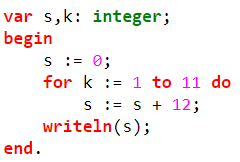 var s,k: integer;
begin
    s := 0;
    for k := 1 to 11 do
        s := s + 12;
    writeln(s);
end.